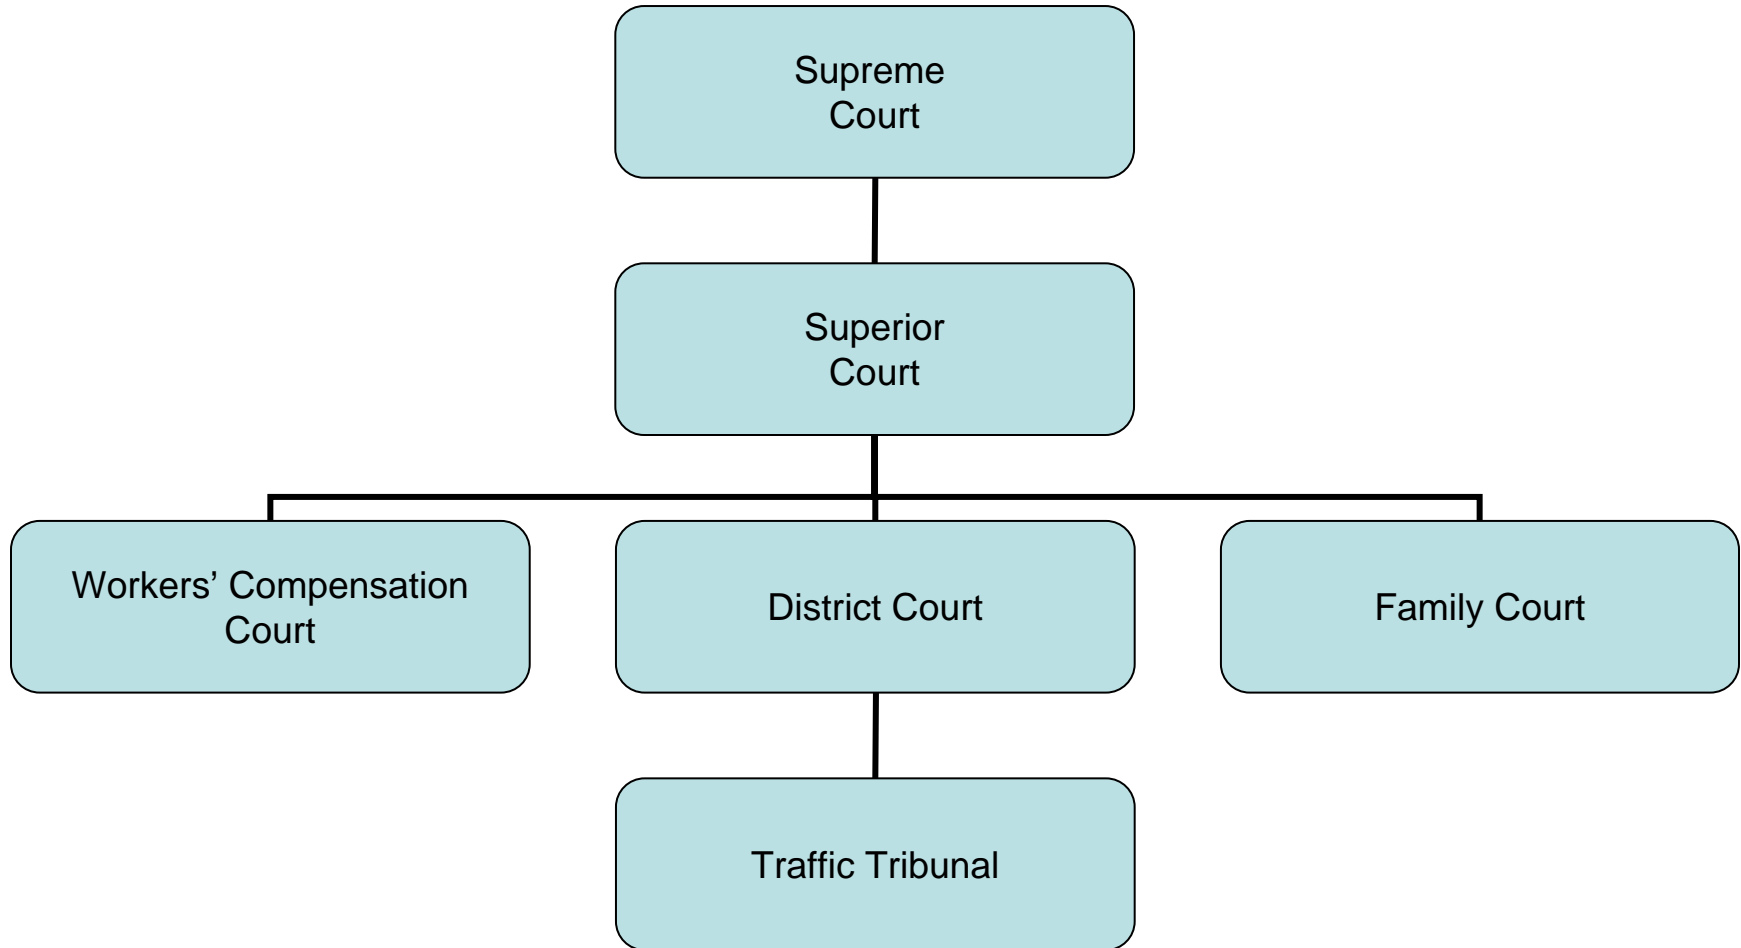 Supreme
Court
Superior
Court
Workers’ Compensation
Court
District Court
Family Court
Traffic Tribunal